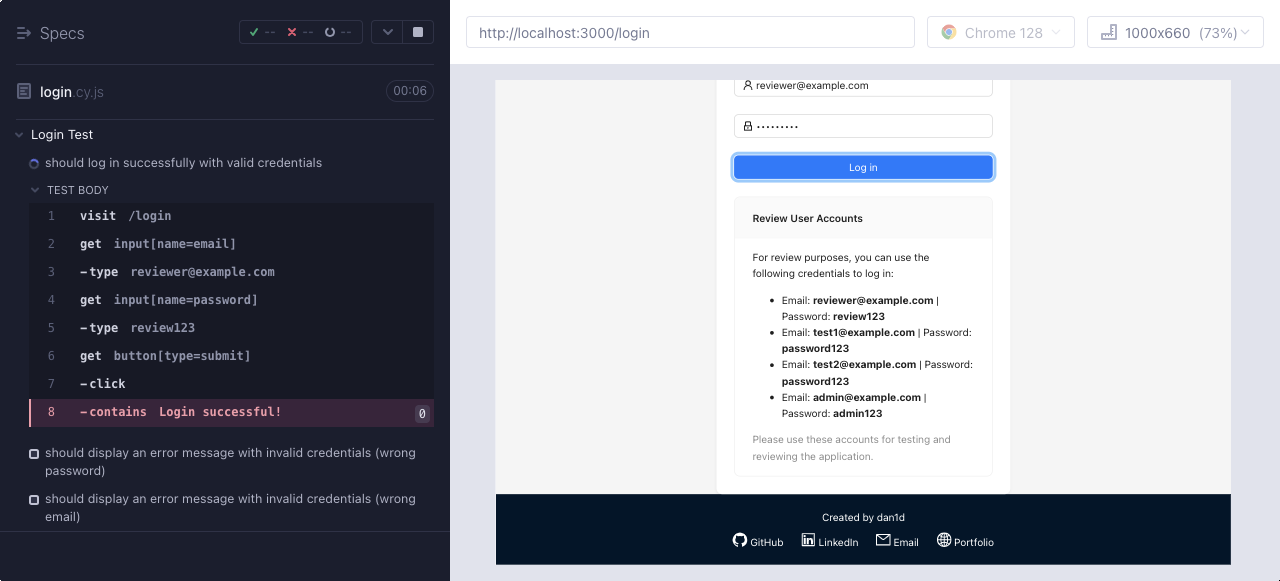 Specs
-- -- --
login.cy.js
00:06
Login Test
should log in successfully with valid credentials
TEST BODY
1 visit /login
2 get input[name=email]
3 -type reviewer@example.com
4 get input[name=password]
5 -type review123
6 get button[type=submit]
7 -click
8 -contains Login successful! 0
should display an error message with invalid credentials (wrong
password)
should display an error message with invalid credentials (wrong
email)
http://localhost:3000/login
Chrome 128
1000x660 (73%)
reviewer@example.com
•••••••••
Log in
Review User Accounts
For review purposes, you can use the
following credentials to log in:
• Email: reviewer@example.com |
Password: review123
• Email: test1@example.com | Password:
password123
• Email: test2@example.com | Password:
password123
• Email: admin@example.com |
Password: admin123
Please use these accounts for testing and
reviewing the application.
Created by dan1d
GitHub LinkedIn Email Portfolio